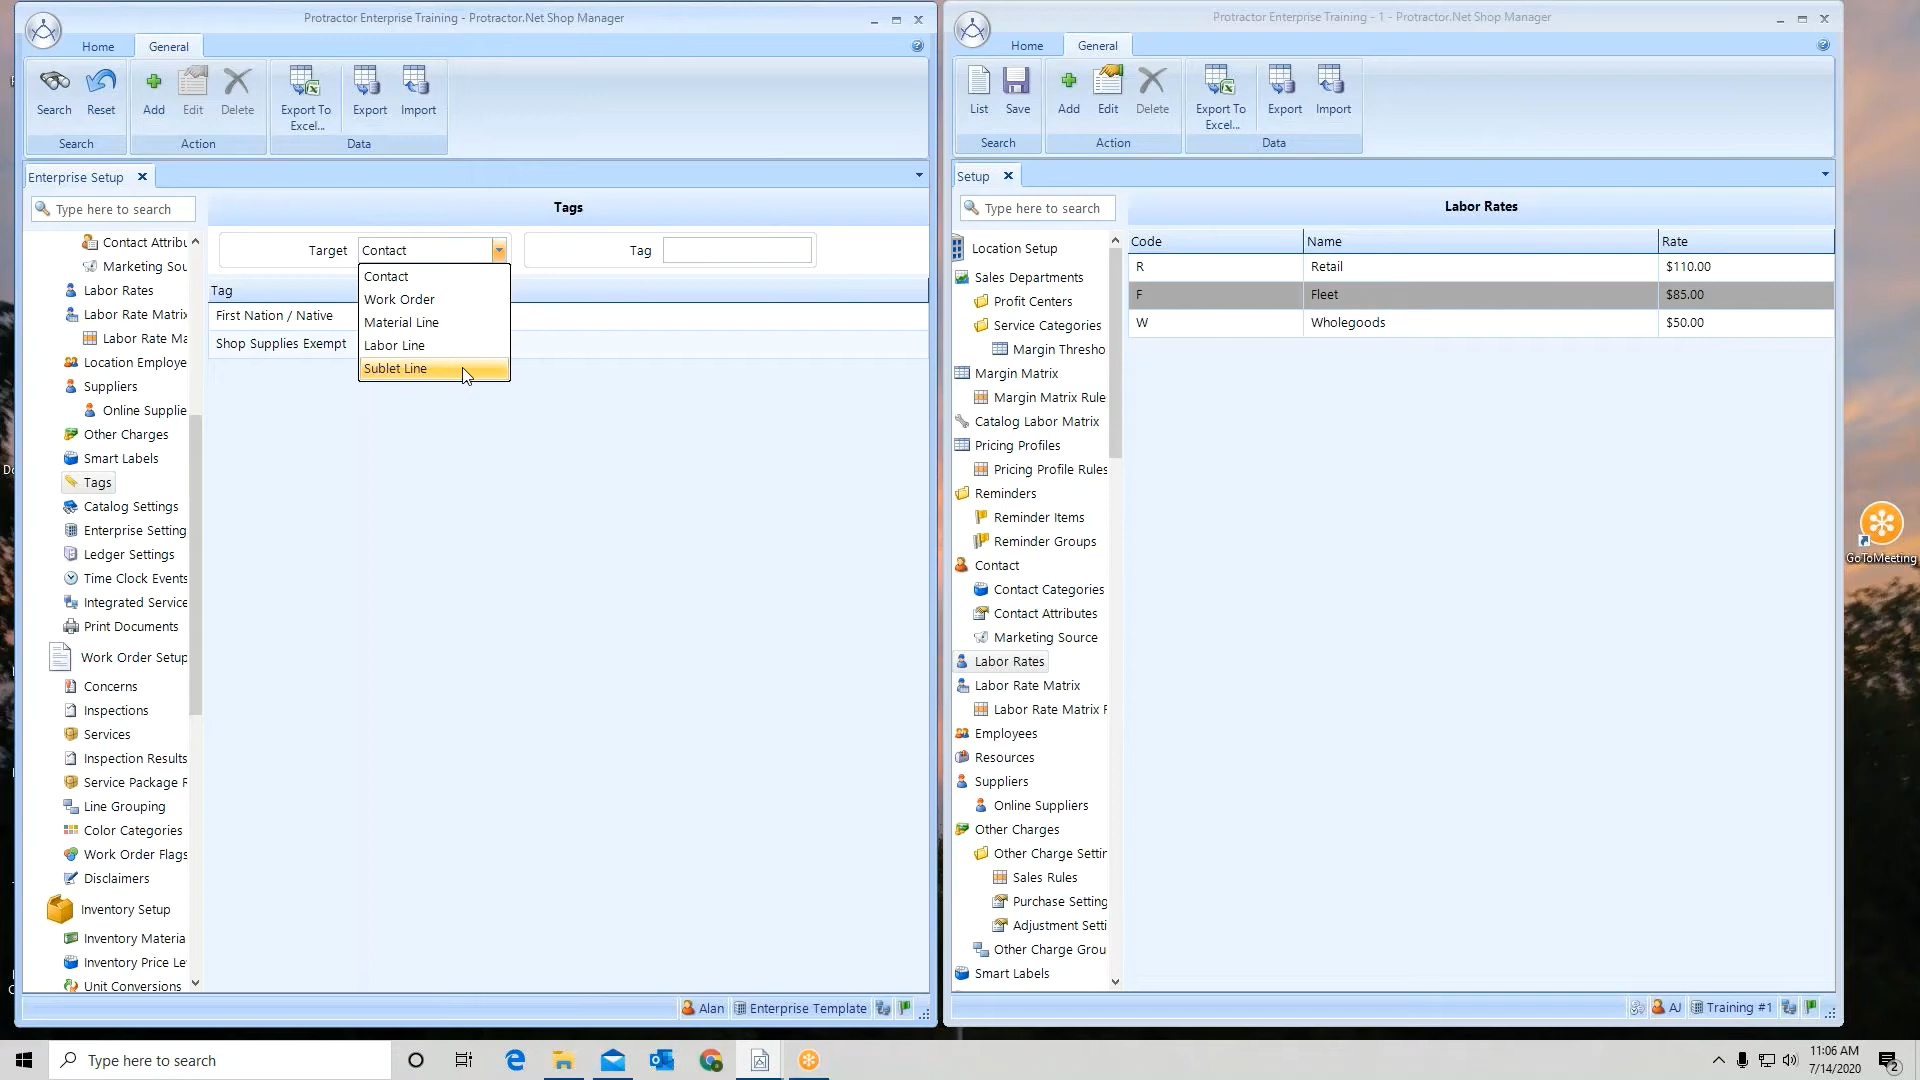 Protractor Enterprise Training - Protractor.Net Shop Manager
Home
General
Search
Reset
Add
Edit
Delete
Export To
Excel...
Export
Import
Search
Action
Data
Enterprise Setup
Type here to search
Tags
Target
Contact
Tag
Contact
Work Order
Material Line
Labor Line
Sublet Line
Tag
First Nation / Native
Shop Supplies Exempt
Contact Attribu
Marketing Sou
Labor Rates
Labor Rate Matrix
Labor Rate Ma
Location Employe
Suppliers
Online Supplie
Other Charges
Smart Labels
Tags
Catalog Settings
Enterprise Setting
Ledger Settings
Time Clock Events
Integrated Service
Print Documents
Work Order Setup
Concerns
Inspections
Services
Inspection Results
Service Package R
Line Grouping
Color Categories
Work Order Flags
Disclaimers
Inventory Setup
Inventory Materia
Inventory Price Le
Unit Conversions
Alan
Enterprise Template
Protractor Enterprise Training - 1 - Protractor.Net Shop Manager
Home
General
List
Save
Add
Edit
Delete
Export To
Excel...
Export
Import
Search
Action
Data
Setup
Type here to search
Labor Rates
Code Name Rate
R Retail $110.00
F Fleet $85.00
W Wholegoods $50.00
Location Setup
Sales Departments
Profit Centers
Service Categories
Margin Thresho
Margin Matrix
Margin Matrix Rule
Catalog Labor Matrix
Pricing Profiles
Pricing Profile Rules
Reminders
Reminder Items
Reminder Groups
Contact
Contact Categories
Contact Attributes
Marketing Source
Labor Rates
Labor Rate Matrix
Labor Rate Matrix R
Employees
Resources
Suppliers
Online Suppliers
Other Charges
Other Charge Settin
Sales Rules
Purchase Setting
Adjustment Setti
Other Charge Grou
Smart Labels
AJ
Training #1
GoToMeeting
Type here to search
11:06 AM
7/14/2020
2